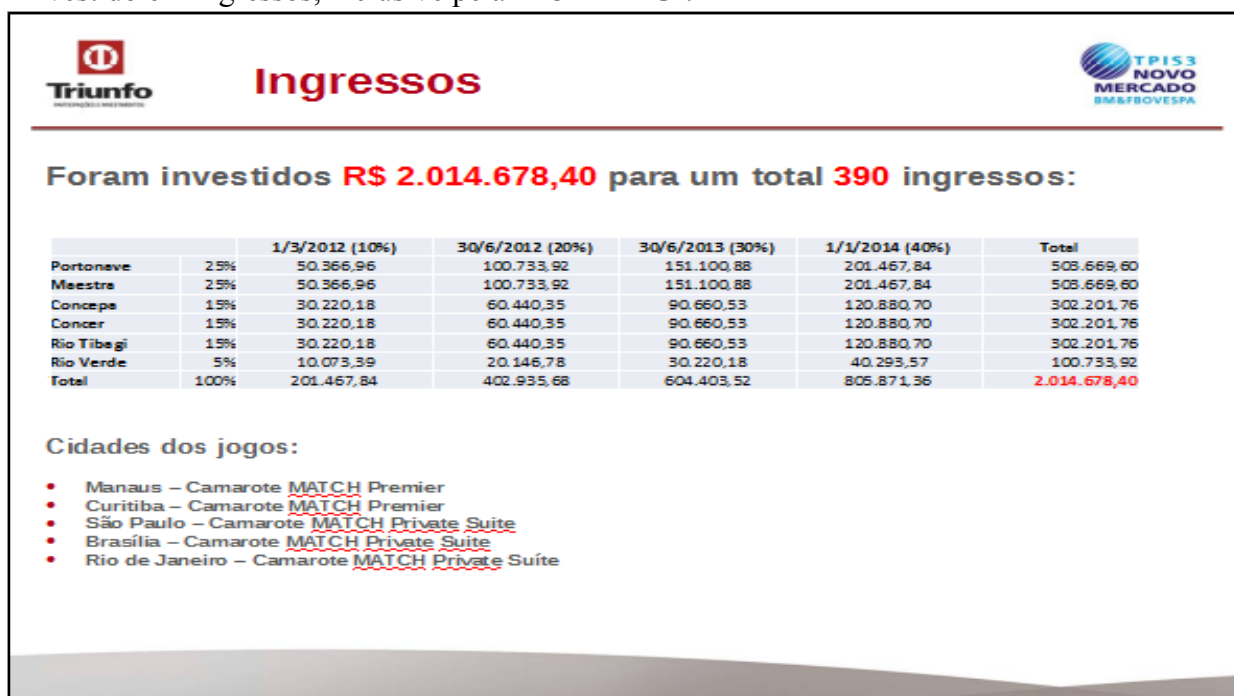 Triunfo
PARTICIPAÇÕES E INVESTIMENTOS
Ingressos
TPIS3
NOVO
MERCADO
BM&FBOVESPA
Foram investidos R$ 2.014.678,40 para um total 390 ingressos:
1/3/2012 (10%) 30/6/2012 (20%) 30/6/2013 (30%) 1/1/2014 (40%) Total
Portonave 25% 50.366,96 100.733,92 151.100,88 201.467,84 503.669,60
Maestra 25% 50.366,96 100.733,92 151.100,88 201.467,84 503.669,60
Concepa 15% 30.220,18 60.440,35 90.660,53 120.880,70 302.201,76
Concer 15% 30.220,18 60.440,35 90.660,53 120.880,70 302.201,76
Rio Tibagi 15% 30.220,18 60.440,35 90.660,53 120.880,70 302.201,76
Rio Verde 5% 10.073,39 20.146,78 30.220,18 40.293,57 100.733,92
Total 100% 201.467,84 402.935,68 604.403,52 805.871,36 2.014.678,40
Cidades dos jogos:
• Manaus – Camarote MATCH Premier
• Curitiba – Camarote MATCH Premier
• São Paulo – Camarote MATCH Private Suite
• Brasília – Camarote MATCH Private Suite
• Rio de Janeiro – Camarote MATCH Private Suíte